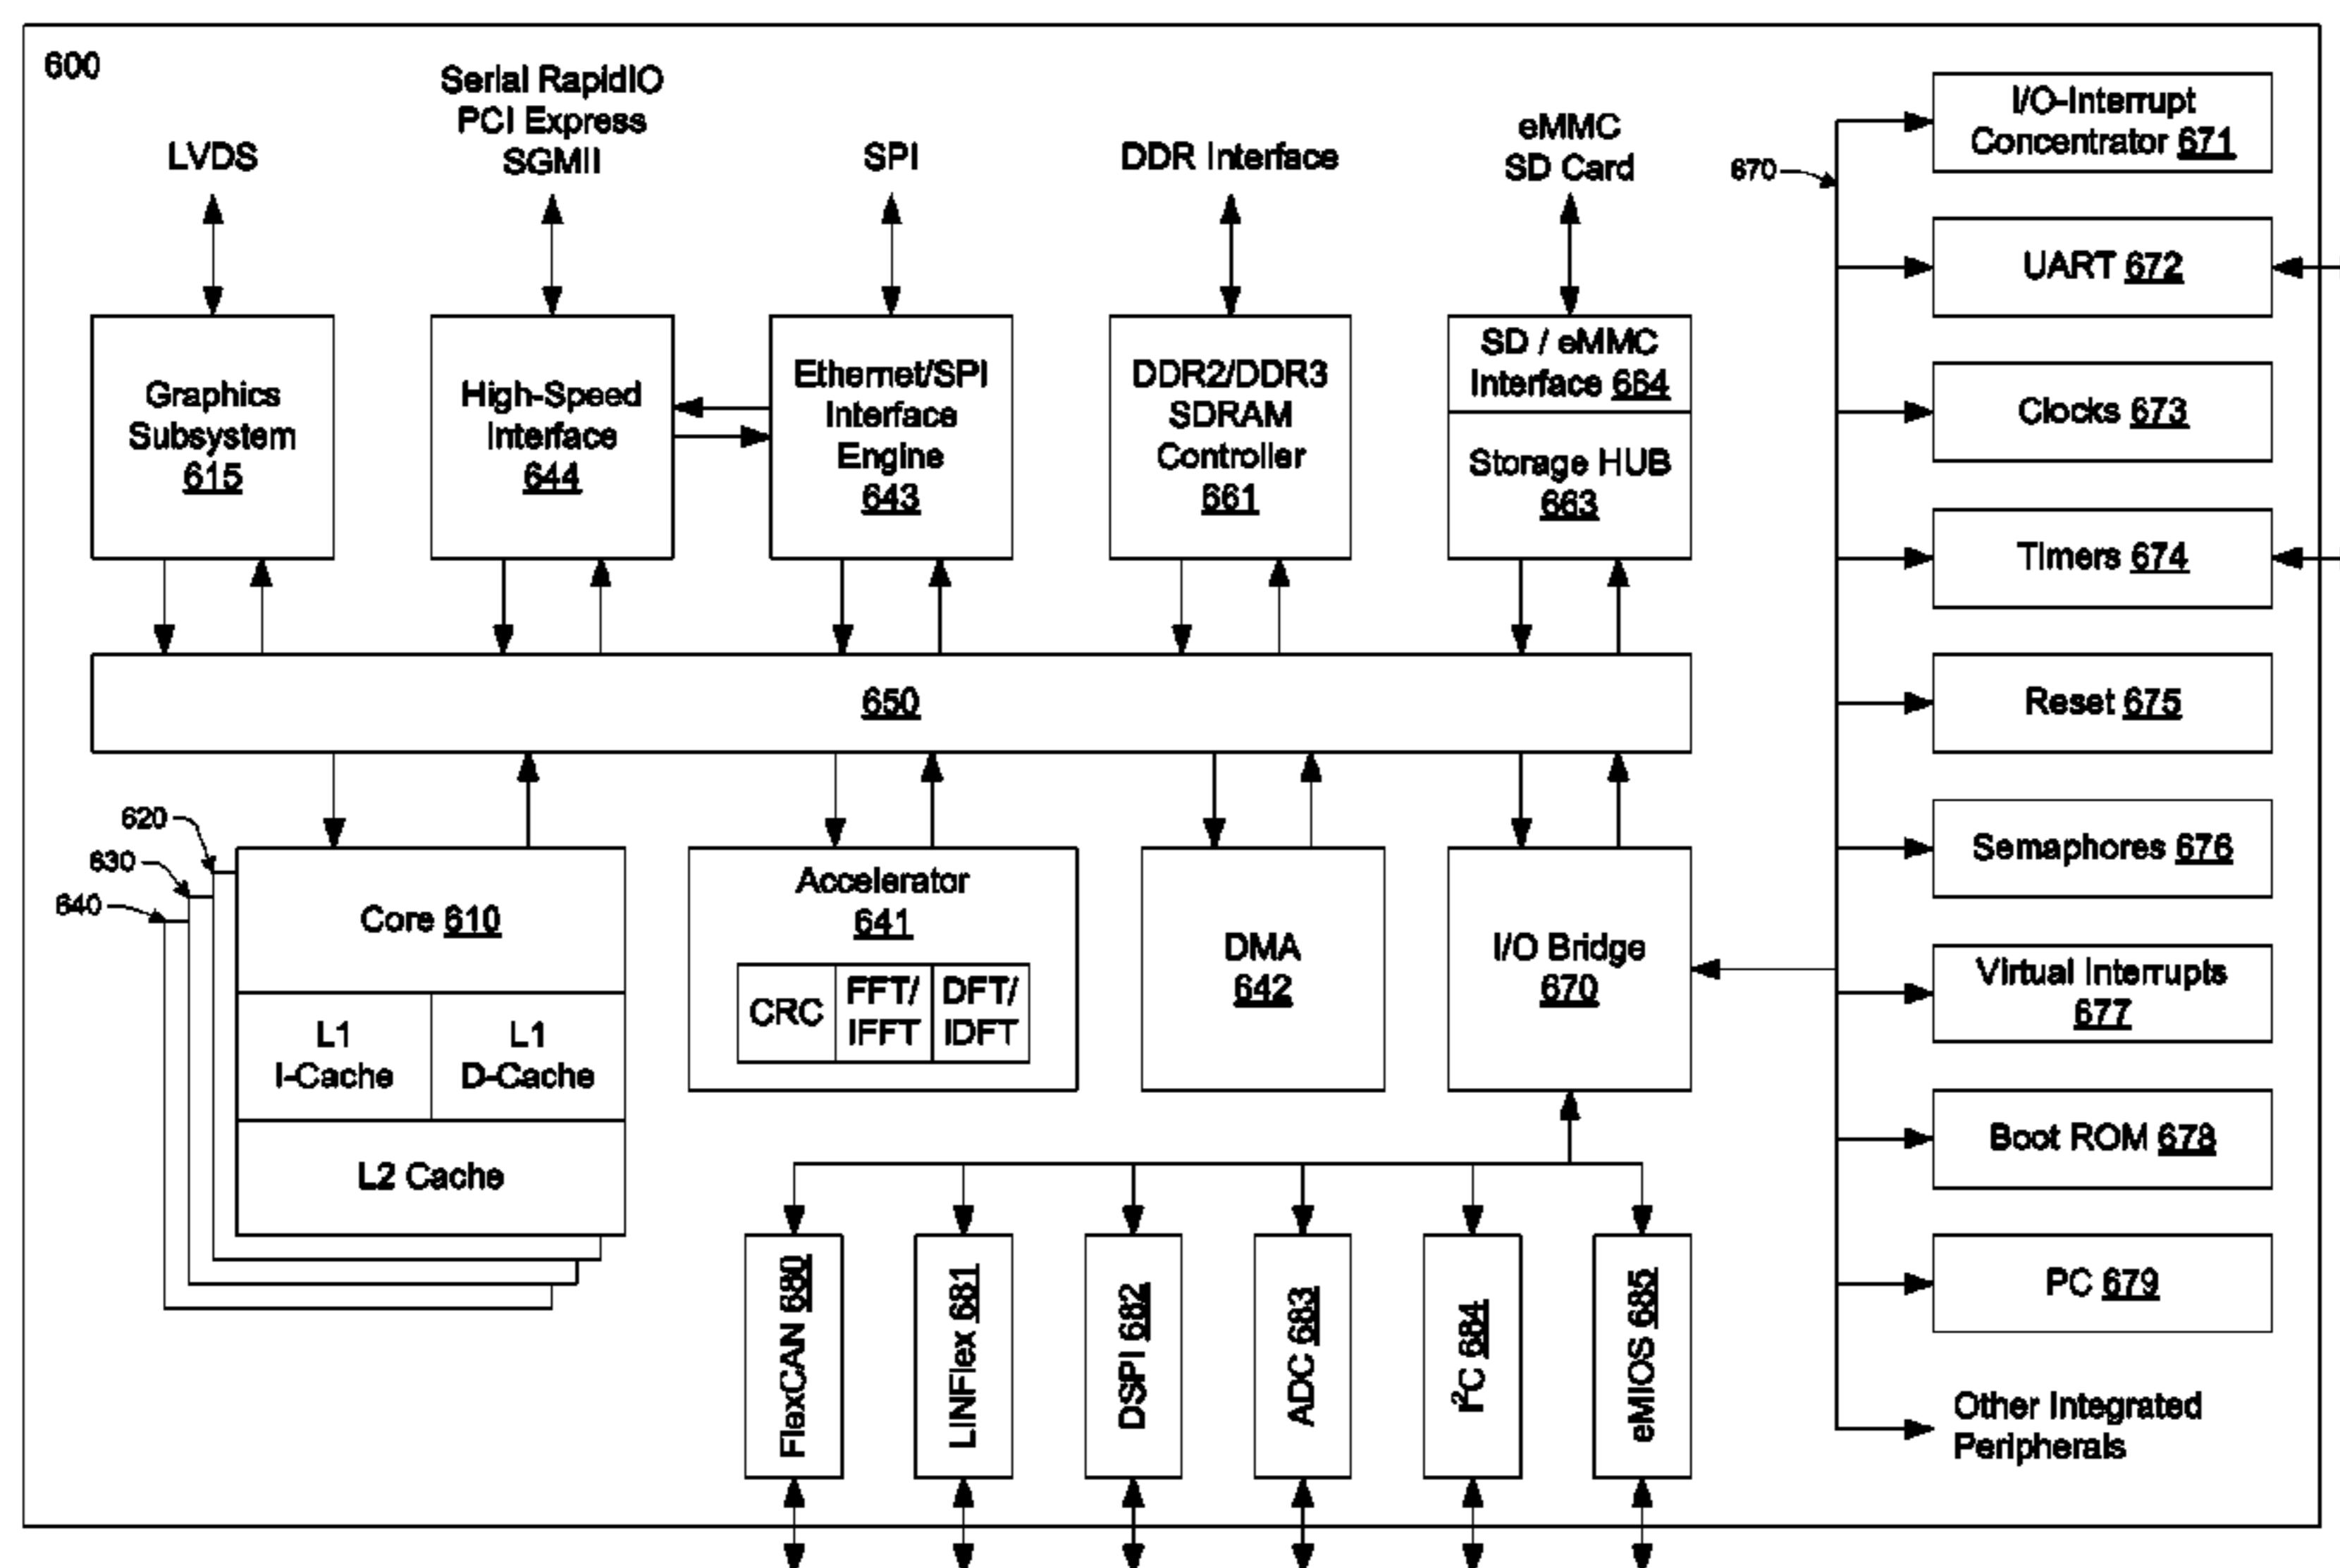 600
LVDS
Serial RapidIO
PCI Express
SGMII
SPI
DDR Interface
eMMC
SD Card
Graphics
Subsystem
615
High-Speed
Interface
644
Ethernet/SPI
Interface
Engine
643
DDR2/DDR3
SDRAM
Controller
661
SD / eMMC
Interface 664
Storage HUB
663
650
620
630
640
Core 610
L1
I-Cache
L1
D-Cache
L2 Cache
Accelerator
641
CRC
FFT/
IFFT
DFT/
IDFT
DMA
642
I/O Bridge
670
FlexCAN 680
LINFlex 681
DSPI 682
ADC 683
I²C 684
eMIOS 685
670
I/O-Interrupt
Concentrator 671
UART 672
Clocks 673
Timers 674
Reset 675
Semaphores 676
Virtual Interrupts
677
Boot ROM 678
PC 679
Other Integrated
Peripherals